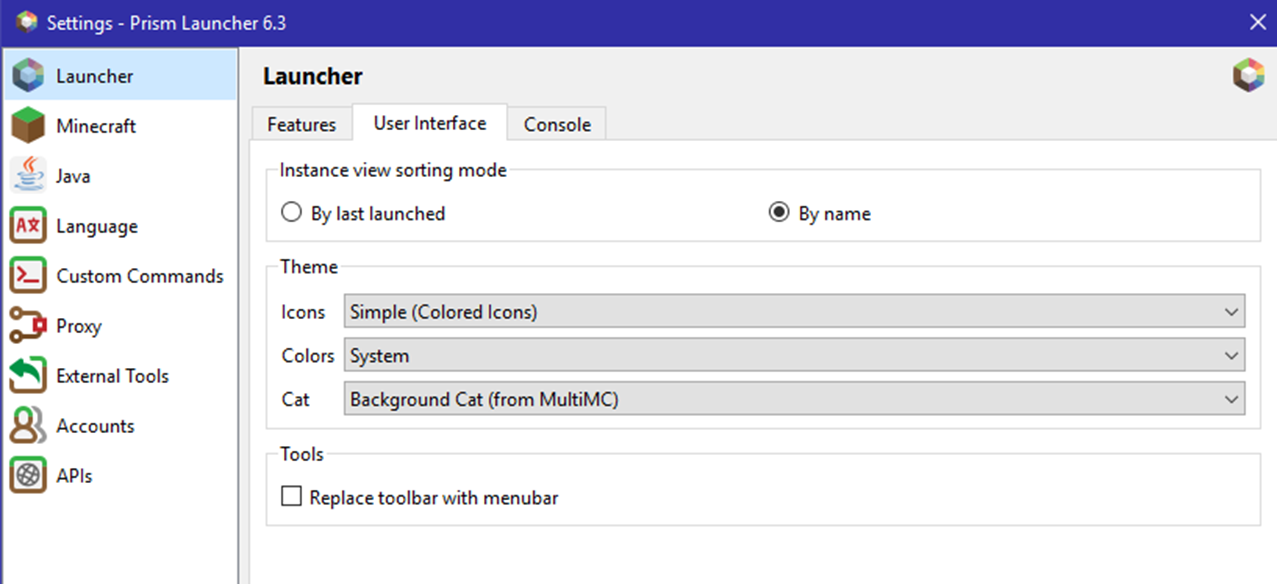 Settings - Prism Launcher 6.3
Launcher
Minecraft
Java
Language
Custom Commands
Proxy
External Tools
Accounts
APIs
Launcher
Features
User Interface
Console
Instance view sorting mode
By last launched
By name
Theme
Icons
Simple (Colored Icons)
Colors
System
Cat
Background Cat (from MultiMC)
Tools
Replace toolbar with menubar